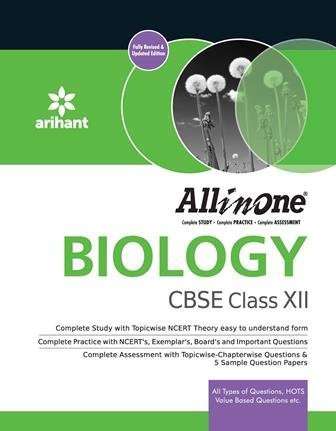 Fully Revised &
Updated Edition
arihant
All in One®
Complete STUDY • Complete PRACTICE • Complete ASSESSMENT
BIOLOGY
CBSE Class XII
Complete Study with Topicwise NCERT Theory easy to understand form
Complete Practice with NCERT's, Exemplar's, Board's and Important Questions
Complete Assessment with Topicwise-Chapterwise Questions &
5 Sample Question Papers
All Types of Questions, HOTS
Value Based Questions etc.